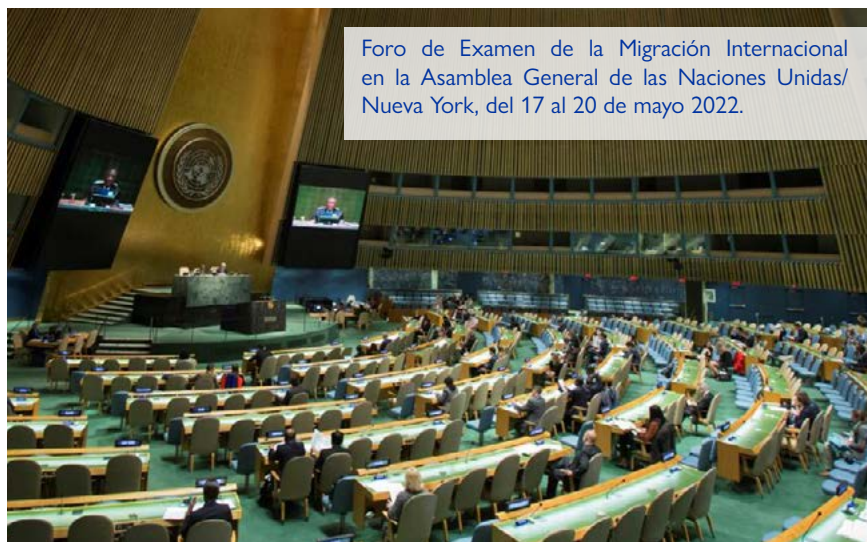 Foro de Examen de la Migración Internacional
en la Asamblea General de las Naciones Unidas/
Nueva York, del 17 al 20 de mayo 2022.